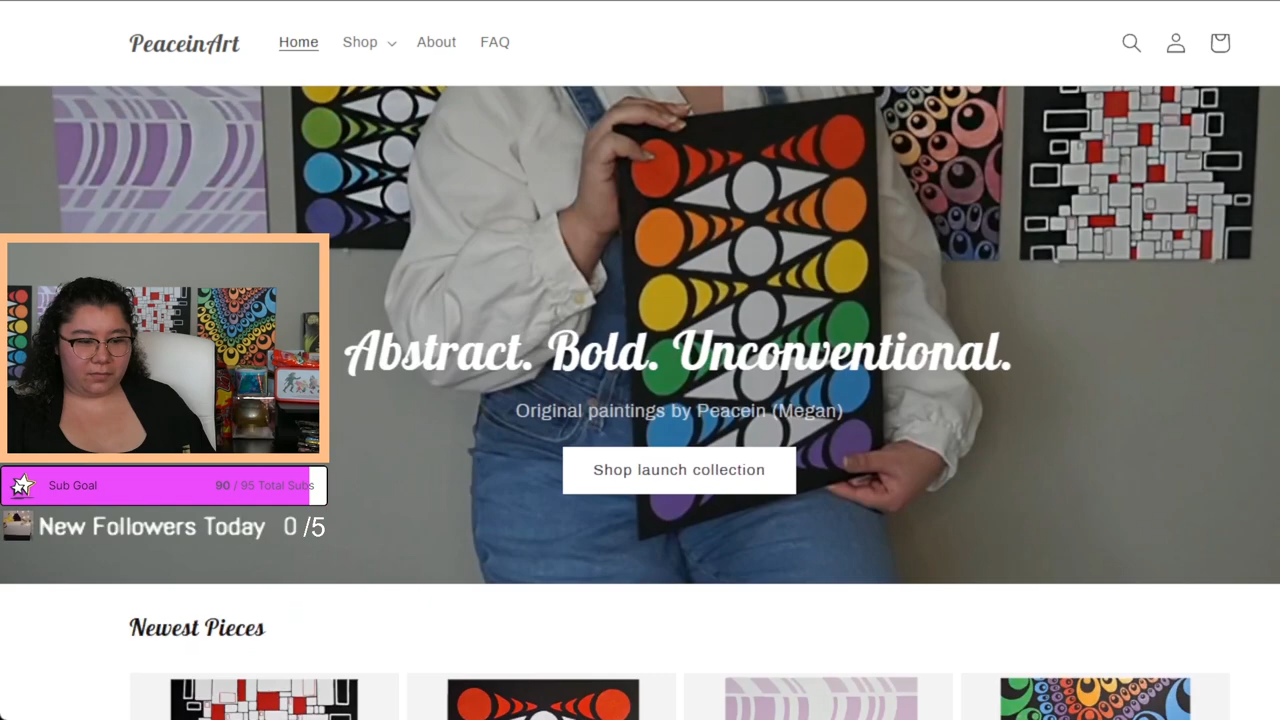 PeaceinArt
Home
Shop
About
FAQ
Abstract. Bold. Unconventional.
Original paintings by Peacein (Megan)
Shop launch collection
Sub Goal
90 / 95 Total Subs
New Followers Today 0 /5
Newest Pieces